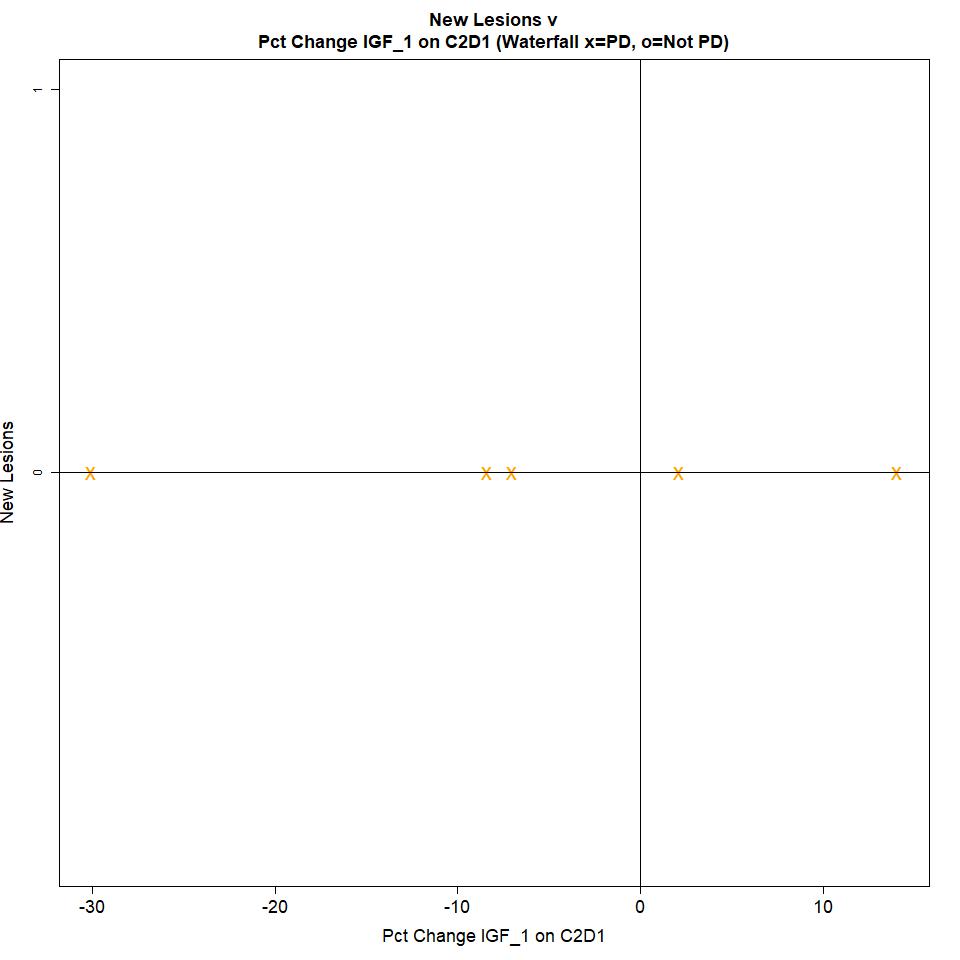 New Lesions v
Pct Change IGF_1 on C2D1 (Waterfall x=PD, o=Not PD)
1
0
New Lesions
x x x x x
-30 -20 -10 0 10
Pct Change IGF_1 on C2D1